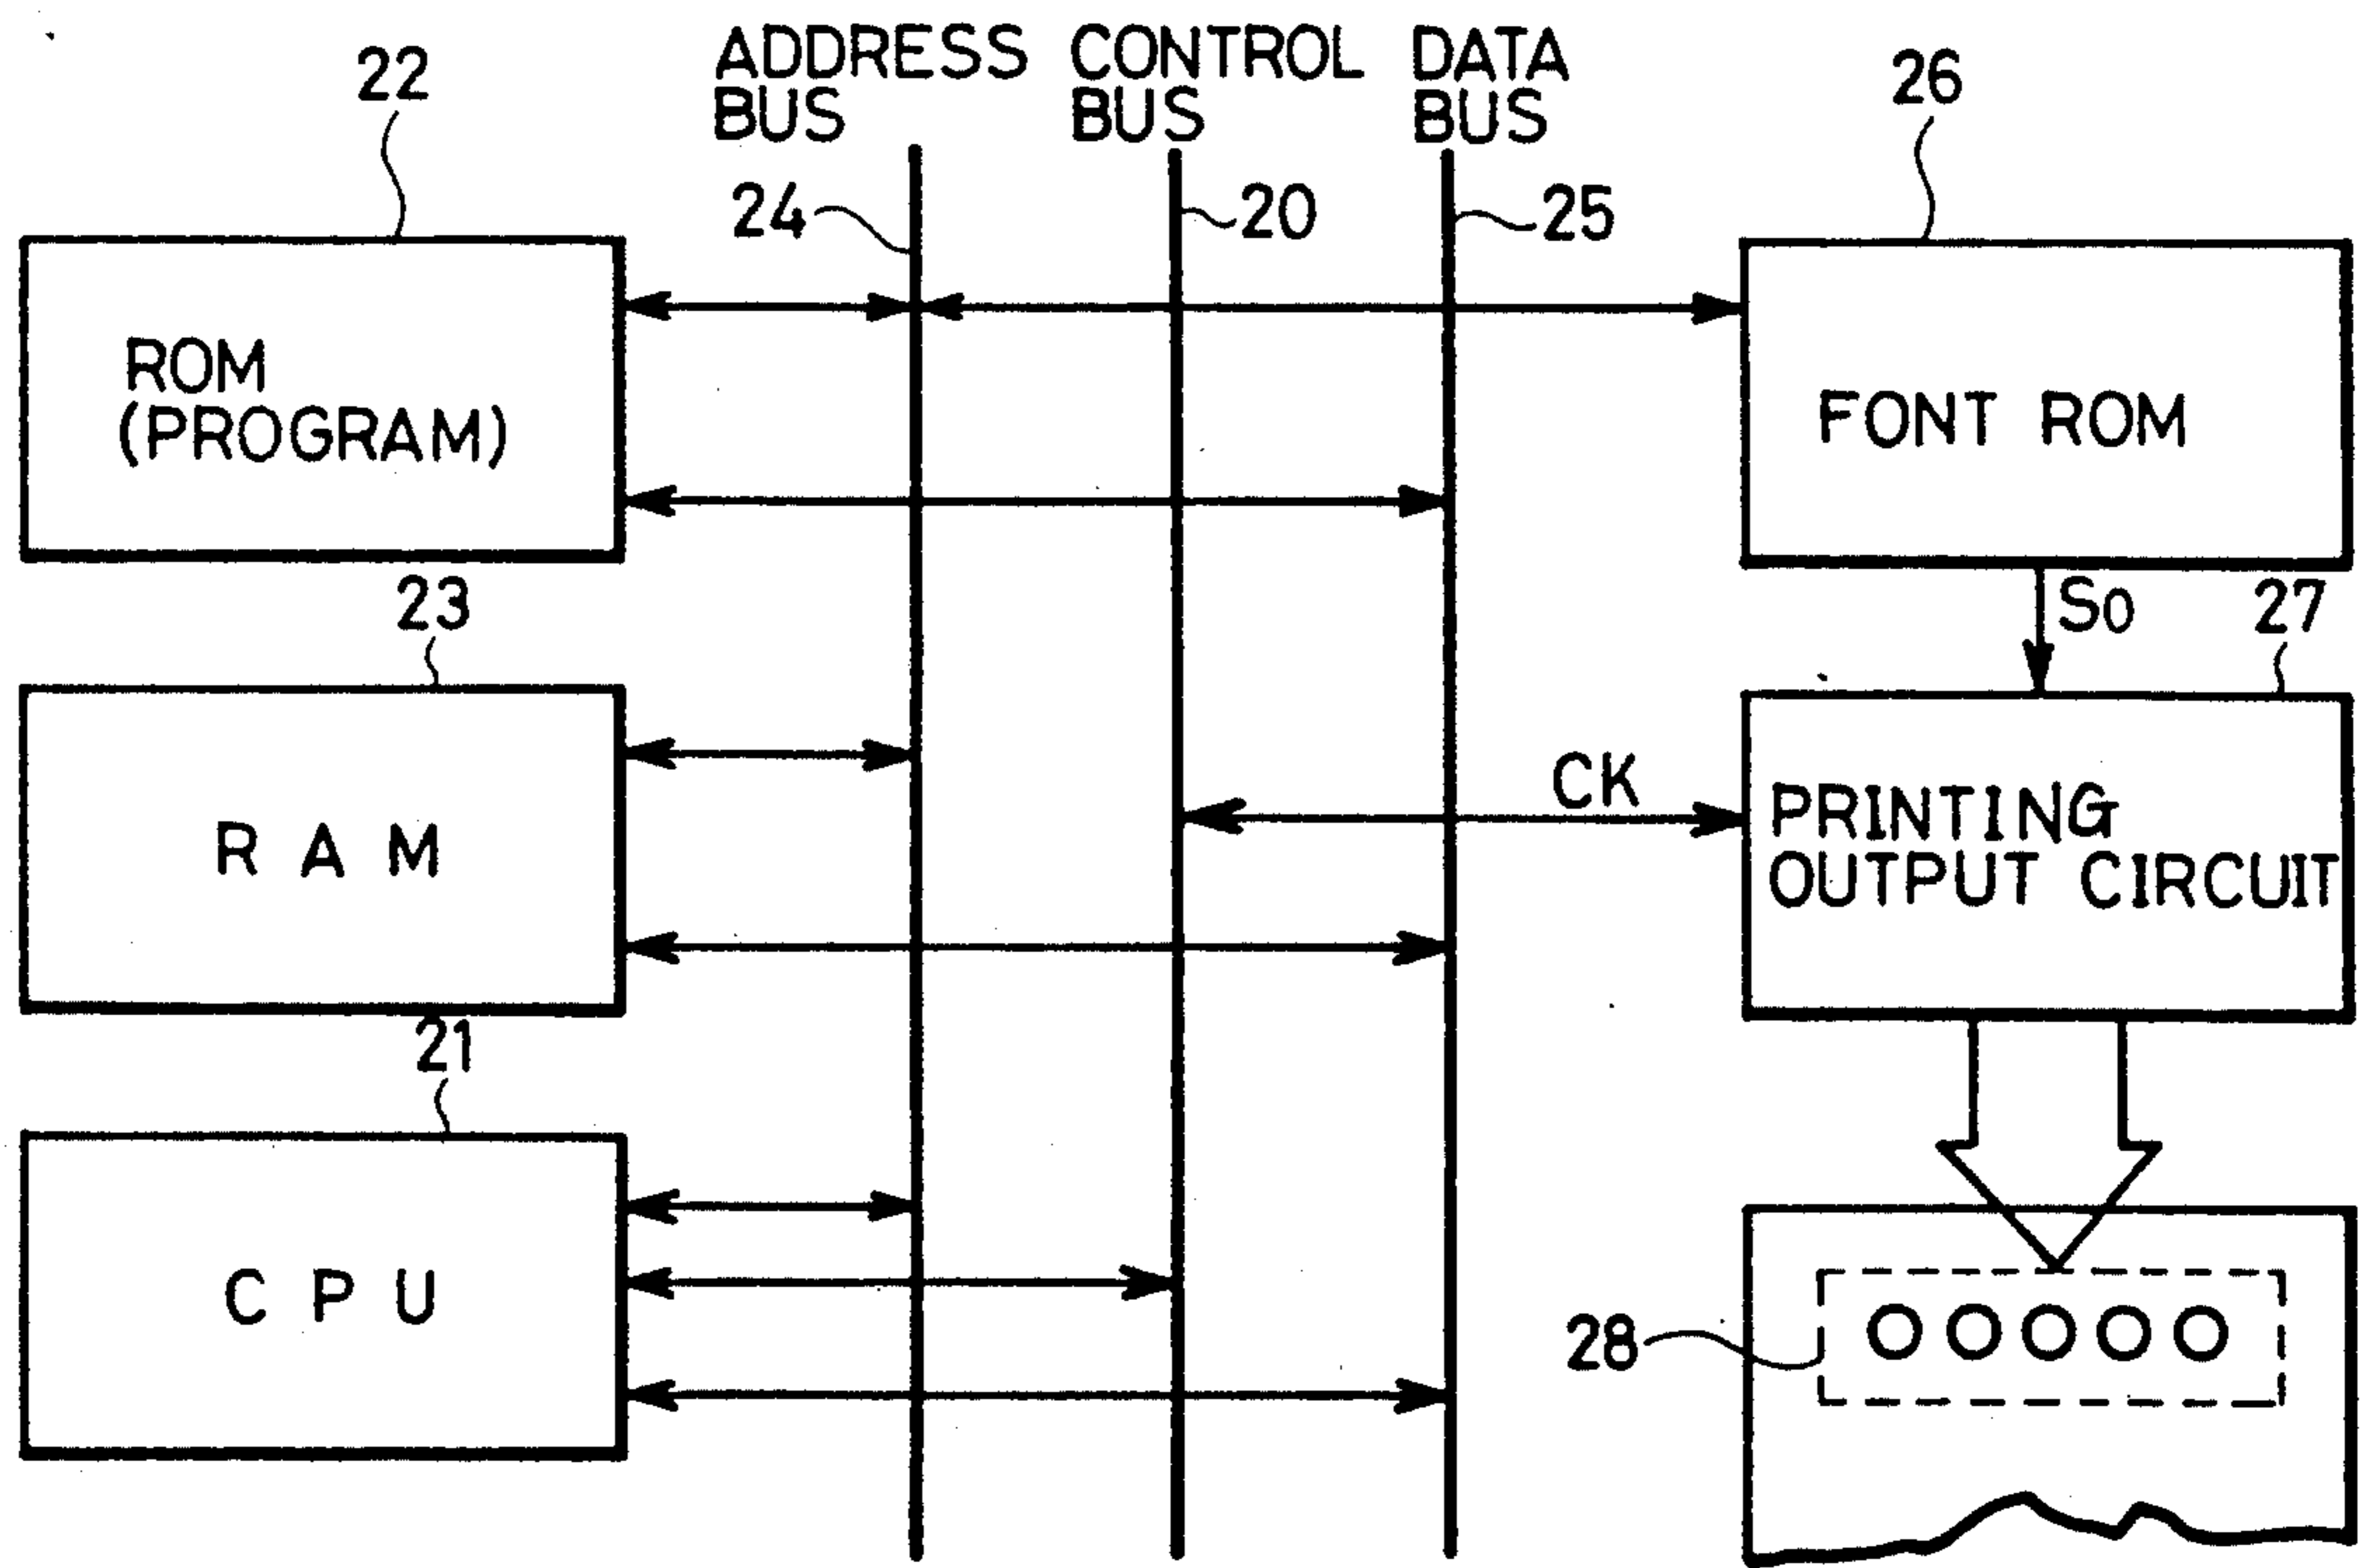 ADDRESS BUS
CONTROL BUS
DATA BUS
22
24
20
25
26
ROM
(PROGRAM)
FONT ROM
23
So
27
RAM
CK
PRINTING
OUTPUT CIRCUIT
21
CPU
28
OOOOO